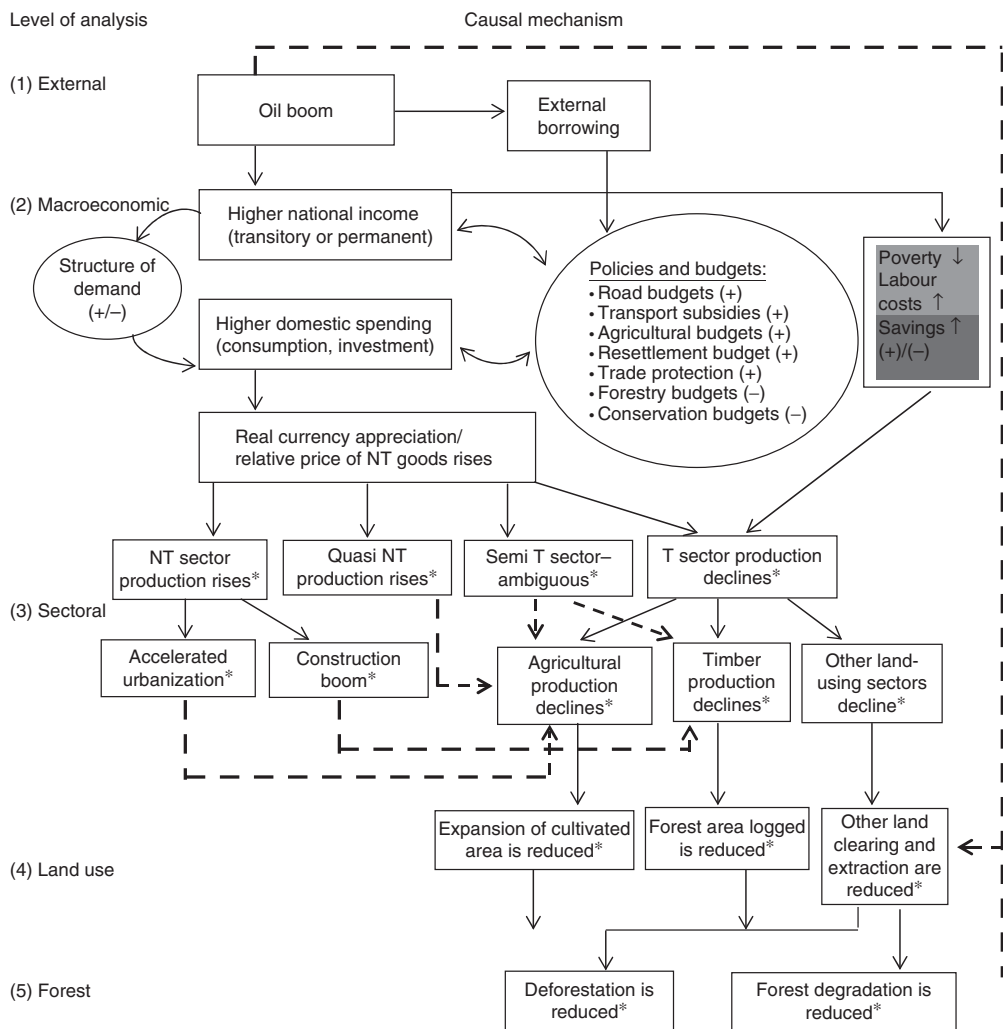 Level of analysis
Causal mechanism
(1) External
Oil boom
External
borrowing
(2) Macroeconomic
Higher national income
(transitory or permanent)
Structure of
demand
(+/–)
Higher domestic spending
(consumption, investment)
Policies and budgets:
• Road budgets (+)
• Transport subsidies (+)
• Agricultural budgets (+)
• Resettlement budget (+)
• Trade protection (+)
• Forestry budgets (–)
• Conservation budgets (–)
Poverty ↓
Labour
costs ↑
Savings ↑
(+)/(–)
Real currency appreciation/
relative price of NT goods rises
NT sector
production rises*
Quasi NT
production rises*
Semi T sector–
ambiguous*
T sector production
declines*
(3) Sectoral
Accelerated
urbanization*
Construction
boom*
Agricultural
production
declines*
Timber
production
declines*
Other land-
using sectors
decline*
Expansion of cultivated
area is reduced*
Forest area logged
is reduced*
Other land
clearing and
extraction are
reduced*
(4) Land use
(5) Forest
Deforestation is
reduced*
Forest degradation is
reduced*